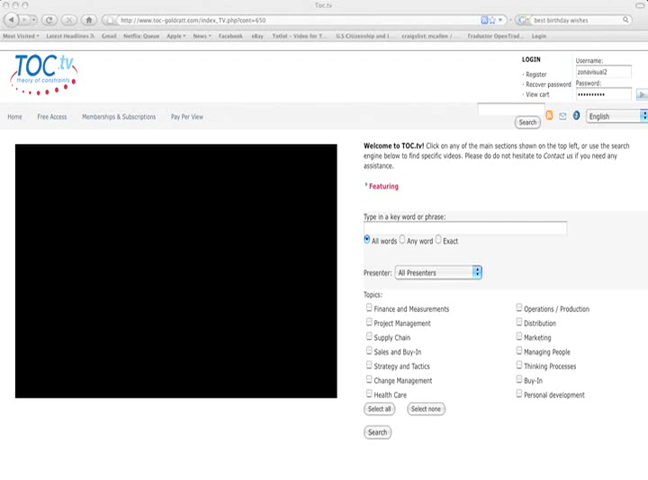 Toc.tv
http://www.toc-goldratt.com/index_TV.php?cont=650
best birthday wishes
Most Visited
Latest Headlines
Gmail
Netflix: Queue
Apple
News
Facebook
eBay
Totlol - Video for T...
U.S Citizenship and I...
craigslist: mcallen / ...
Traductor OpenTrad...
Login
TOC.tv
theory of constraints
LOGIN
- Register
- Recover password
- View cart
Username:
zonavisual2
Password:
Home
Free Access
Memberships & Subscriptions
Pay Per View
Search
English
Welcome to TOC.tv! Click on any of the main sections shown on the top left, or use the search
engine below to find specific videos. Please do do not hesitate to Contact us if you need any
assistance.
Featuring
Type in a key word or phrase:
All words
Any word
Exact
Presenter:
All Presenters
Topics:
Finance and Measurements
Operations / Production
Project Management
Distribution
Supply Chain
Marketing
Sales and Buy-In
Managing People
Strategy and Tactics
Thinking Processes
Change Management
Buy-In
Health Care
Personal development
Select all
Select none
Search